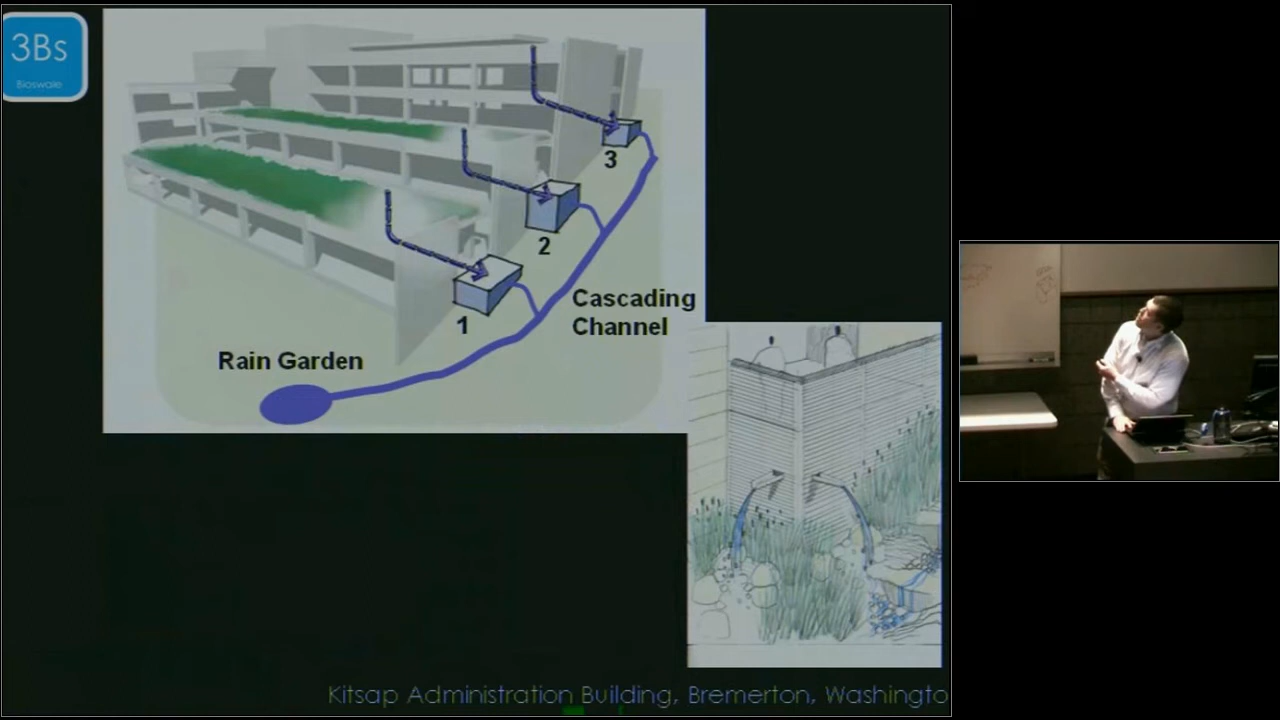 3Bs
Bioswale
3
2
1
Cascading
Channel
Rain Garden
Kitsap Administration Building, Bremerton, Washingto